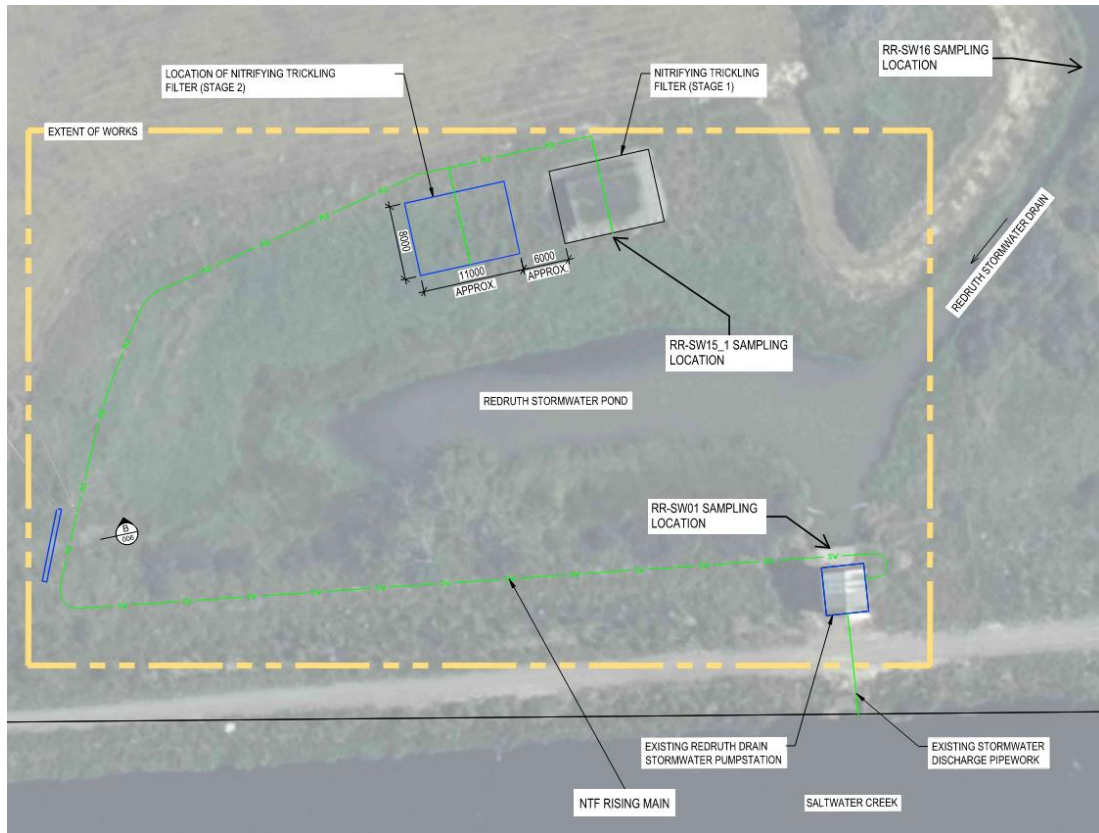 RR-SW16 SAMPLING
LOCATION
LOCATION OF NITRIFYING TRICKLING
FILTER (STAGE 2)
NITRIFYING TRICKLING
FILTER (STAGE 1)
EXTENT OF WORKS
8000
11000
APPROX.
6000
APPROX.
REDRUTH STORMWATER DRAIN
RR-SW15_1 SAMPLING
LOCATION
REDRUTH STORMWATER POND
RR-SW01 SAMPLING
LOCATION
B
SW
EXISTING REDRUTH DRAIN
STORMWATER PUMPSTATION
EXISTING STORMWATER
DISCHARGE PIPEWORK
NTF RISING MAIN
SALTWATER CREEK